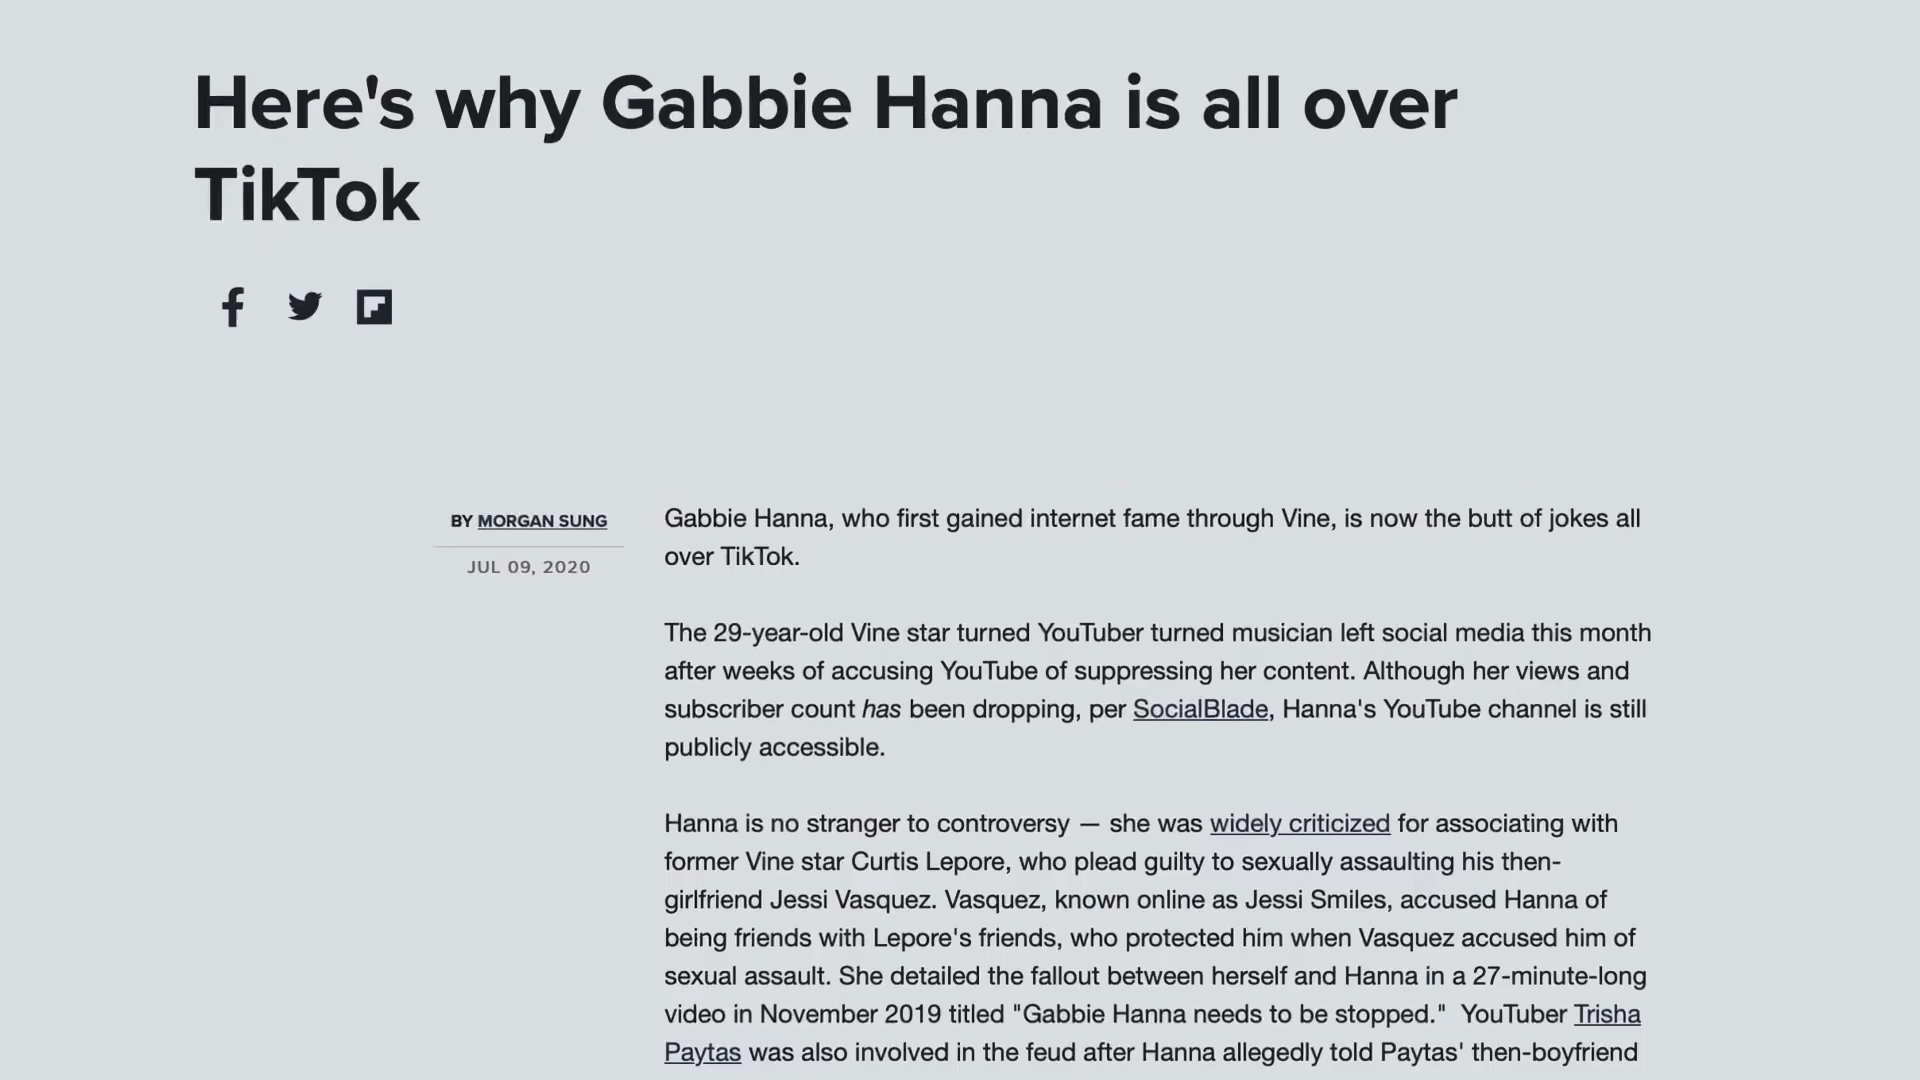 Here's why Gabbie Hanna is all over
TikTok
BY MORGAN SUNG
JUL 09, 2020
Gabbie Hanna, who first gained internet fame through Vine, is now the butt of jokes all
over TikTok.
The 29-year-old Vine star turned YouTuber turned musician left social media this month
after weeks of accusing YouTube of suppressing her content. Although her views and
subscriber count has been dropping, per SocialBlade, Hanna's YouTube channel is still
publicly accessible.
Hanna is no stranger to controversy — she was widely criticized for associating with
former Vine star Curtis Lepore, who plead guilty to sexually assaulting his then-
girlfriend Jessi Vasquez. Vasquez, known online as Jessi Smiles, accused Hanna of
being friends with Lepore's friends, who protected him when Vasquez accused him of
sexual assault. She detailed the fallout between herself and Hanna in a 27-minute-long
video in November 2019 titled "Gabbie Hanna needs to be stopped."  YouTuber Trisha
Paytas was also involved in the feud after Hanna allegedly told Paytas' then-boyfriend